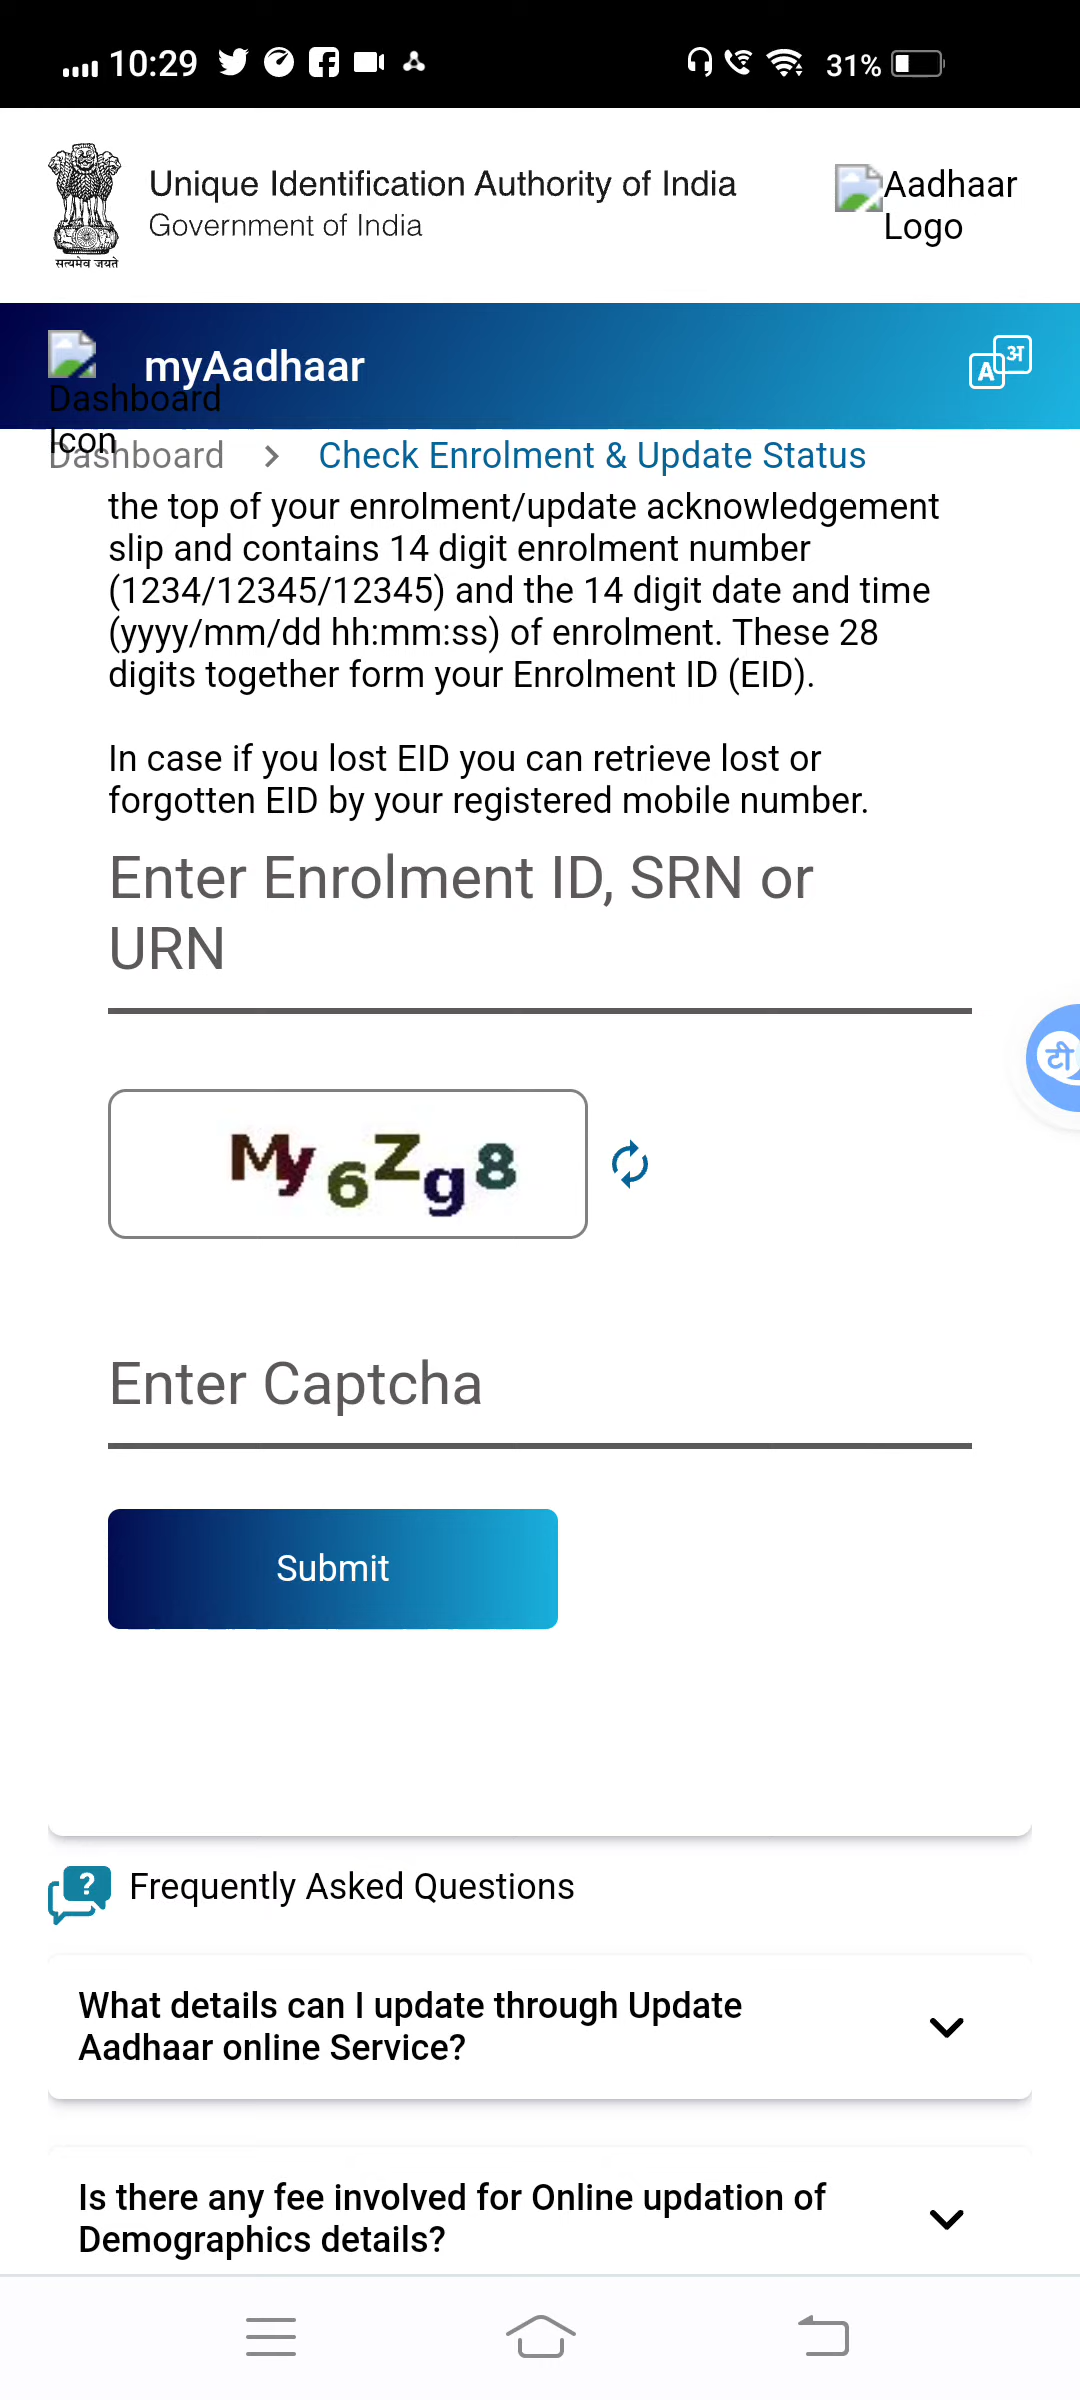 10:29
31%
Unique Identification Authority of India
Government of India
सत्यमेव जयते
Aadhaar
Logo
myAadhaar
A अ
Dashboard
Icon
Dashboard > Check Enrolment & Update Status
the top of your enrolment/update acknowledgement
slip and contains 14 digit enrolment number
(1234/12345/12345) and the 14 digit date and time
(yyyy/mm/dd hh:mm:ss) of enrolment. These 28
digits together form your Enrolment ID (EID).
In case if you lost EID you can retrieve lost or
forgotten EID by your registered mobile number.
Enter Enrolment ID, SRN or
URN
टी
My6Zg8
Enter Captcha
Submit
Frequently Asked Questions
What details can I update through Update
Aadhaar online Service?
Is there any fee involved for Online updation of
Demographics details?